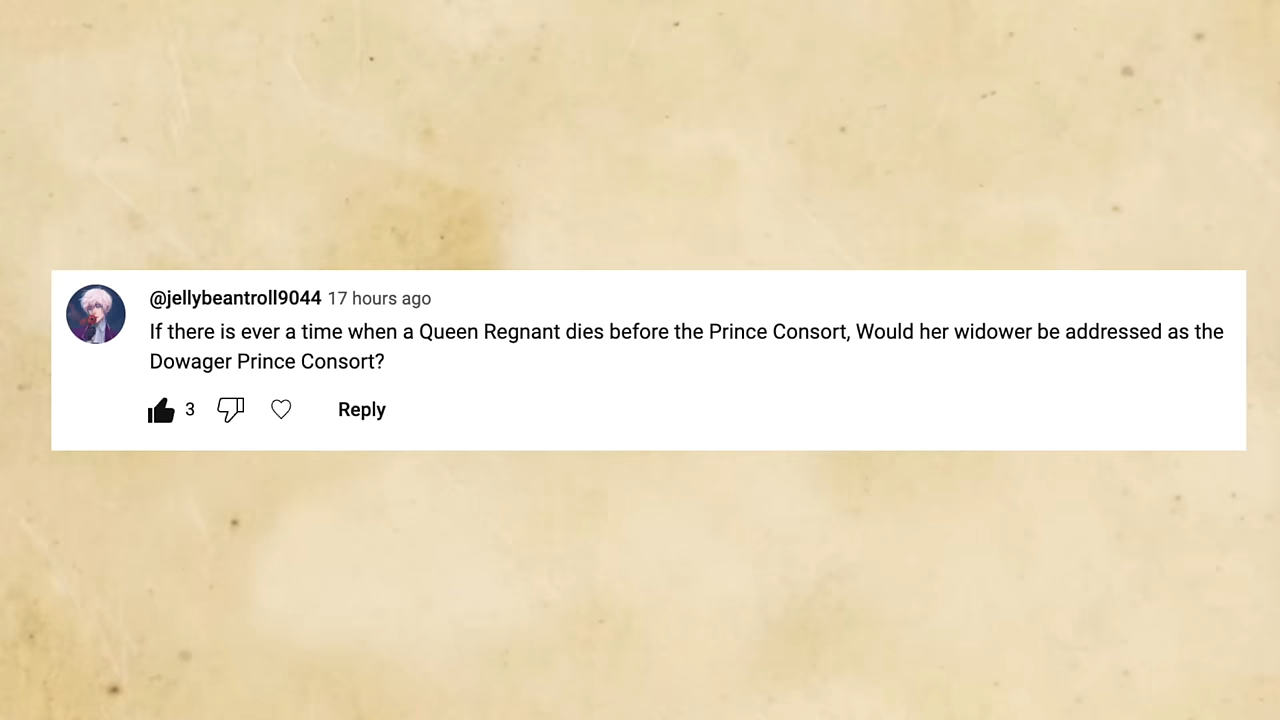 @jellybeantroll9044 17 hours ago
If there is ever a time when a Queen Regnant dies before the Prince Consort, Would her widower be addressed as the
Dowager Prince Consort?
3 Reply